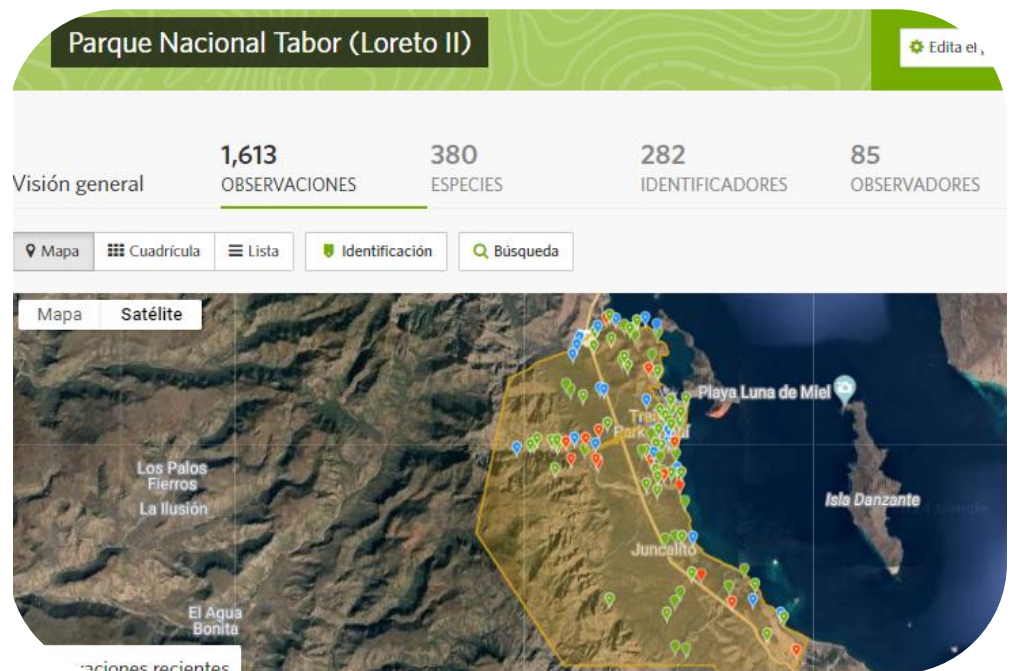 Parque Nacional Tabor (Loreto II)
Edita el
1,613
380
282
85
Visión general
OBSERVACIONES
ESPECIES
IDENTIFICADORES
OBSERVADORES
Mapa
Cuadrícula
Lista
Identificación
Búsqueda
Mapa
Satélite
Playa Luna de Miel
Los Palos
Fierros
La Ilusión
Isla Danzante
Juncalito
El Agua
Bonita
recientes